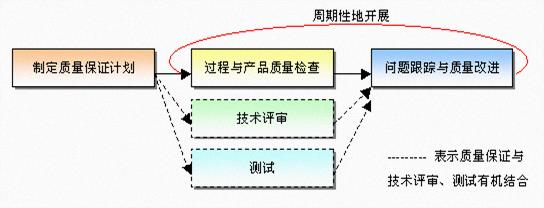 周期性地开展
制定质量保证计划
过程与产品质量检查
问题跟踪与质量改进
技术评审
测试
表示质量保证与
技术评审、测试有机结合